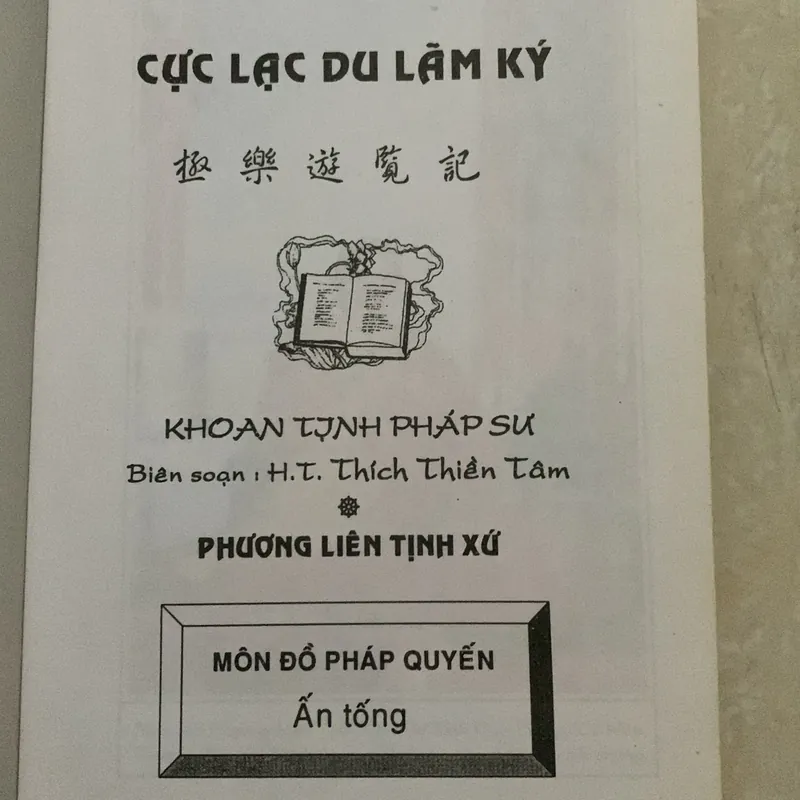 CỰC LẠC DU LÃM KÝ
極樂遊覧記
KHOAN TỊNH PHÁP SƯ
Biên soạn : H.T. Thích Thiền Tâm
PHƯƠNG LIÊN TỊNH XỨ
MÔN ĐỒ PHÁP QUYẾN
Ấn tống